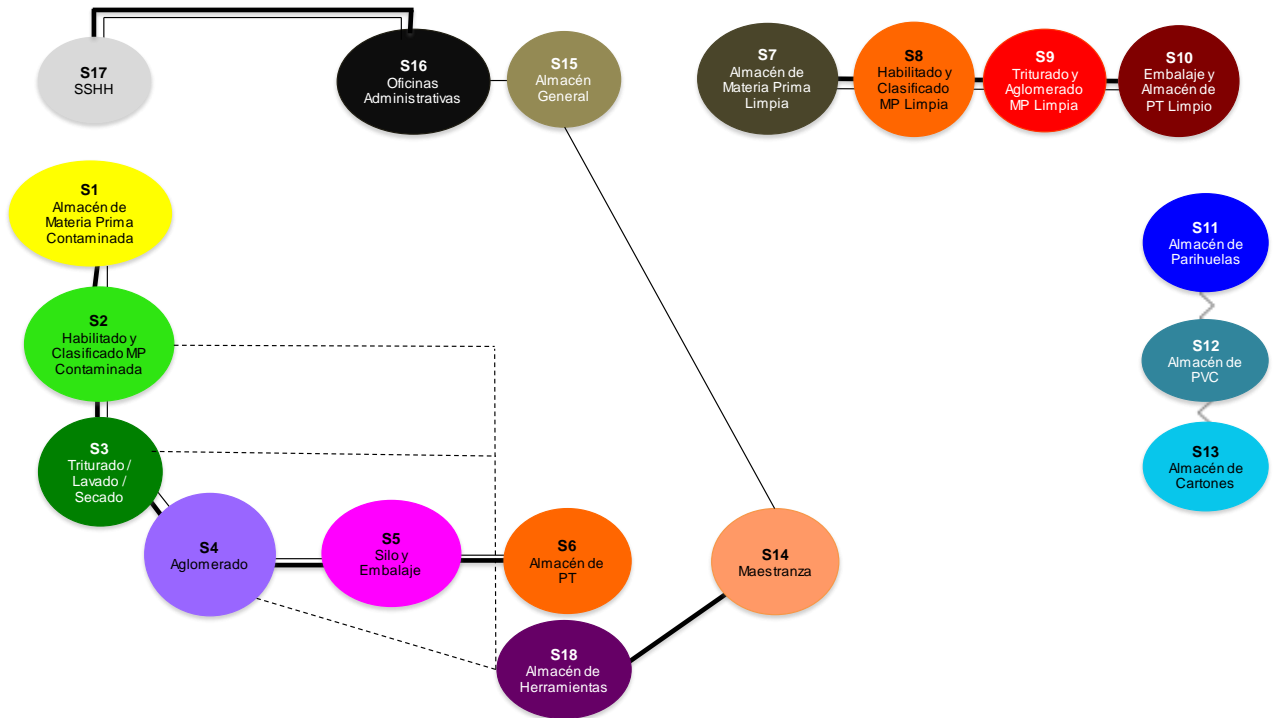 S17
SSHH
S16
Oficinas
Administrativas
S15
Almacén
General
S7
Almacén de
Materia Prima
Limpia
S8
Habilitado y
Clasificado
MP Limpia
S9
Triturado y
Aglomerado
MP Limpia
S10
Embalaje y
Almacén de
PT Limpio
S1
Almacén de
Materia Prima
Contaminada
S11
Almacén de
Parihuelas
S2
Habilitado y
Clasificado MP
Contaminada
S12
Almacén de
PVC
S3
Triturado /
Lavado /
Secado
S13
Almacén de
Cartones
S4
Aglomerado
S5
Silo y
Embalaje
S6
Almacén de
PT
S14
Maestranza
S18
Almacén de
Herramientas